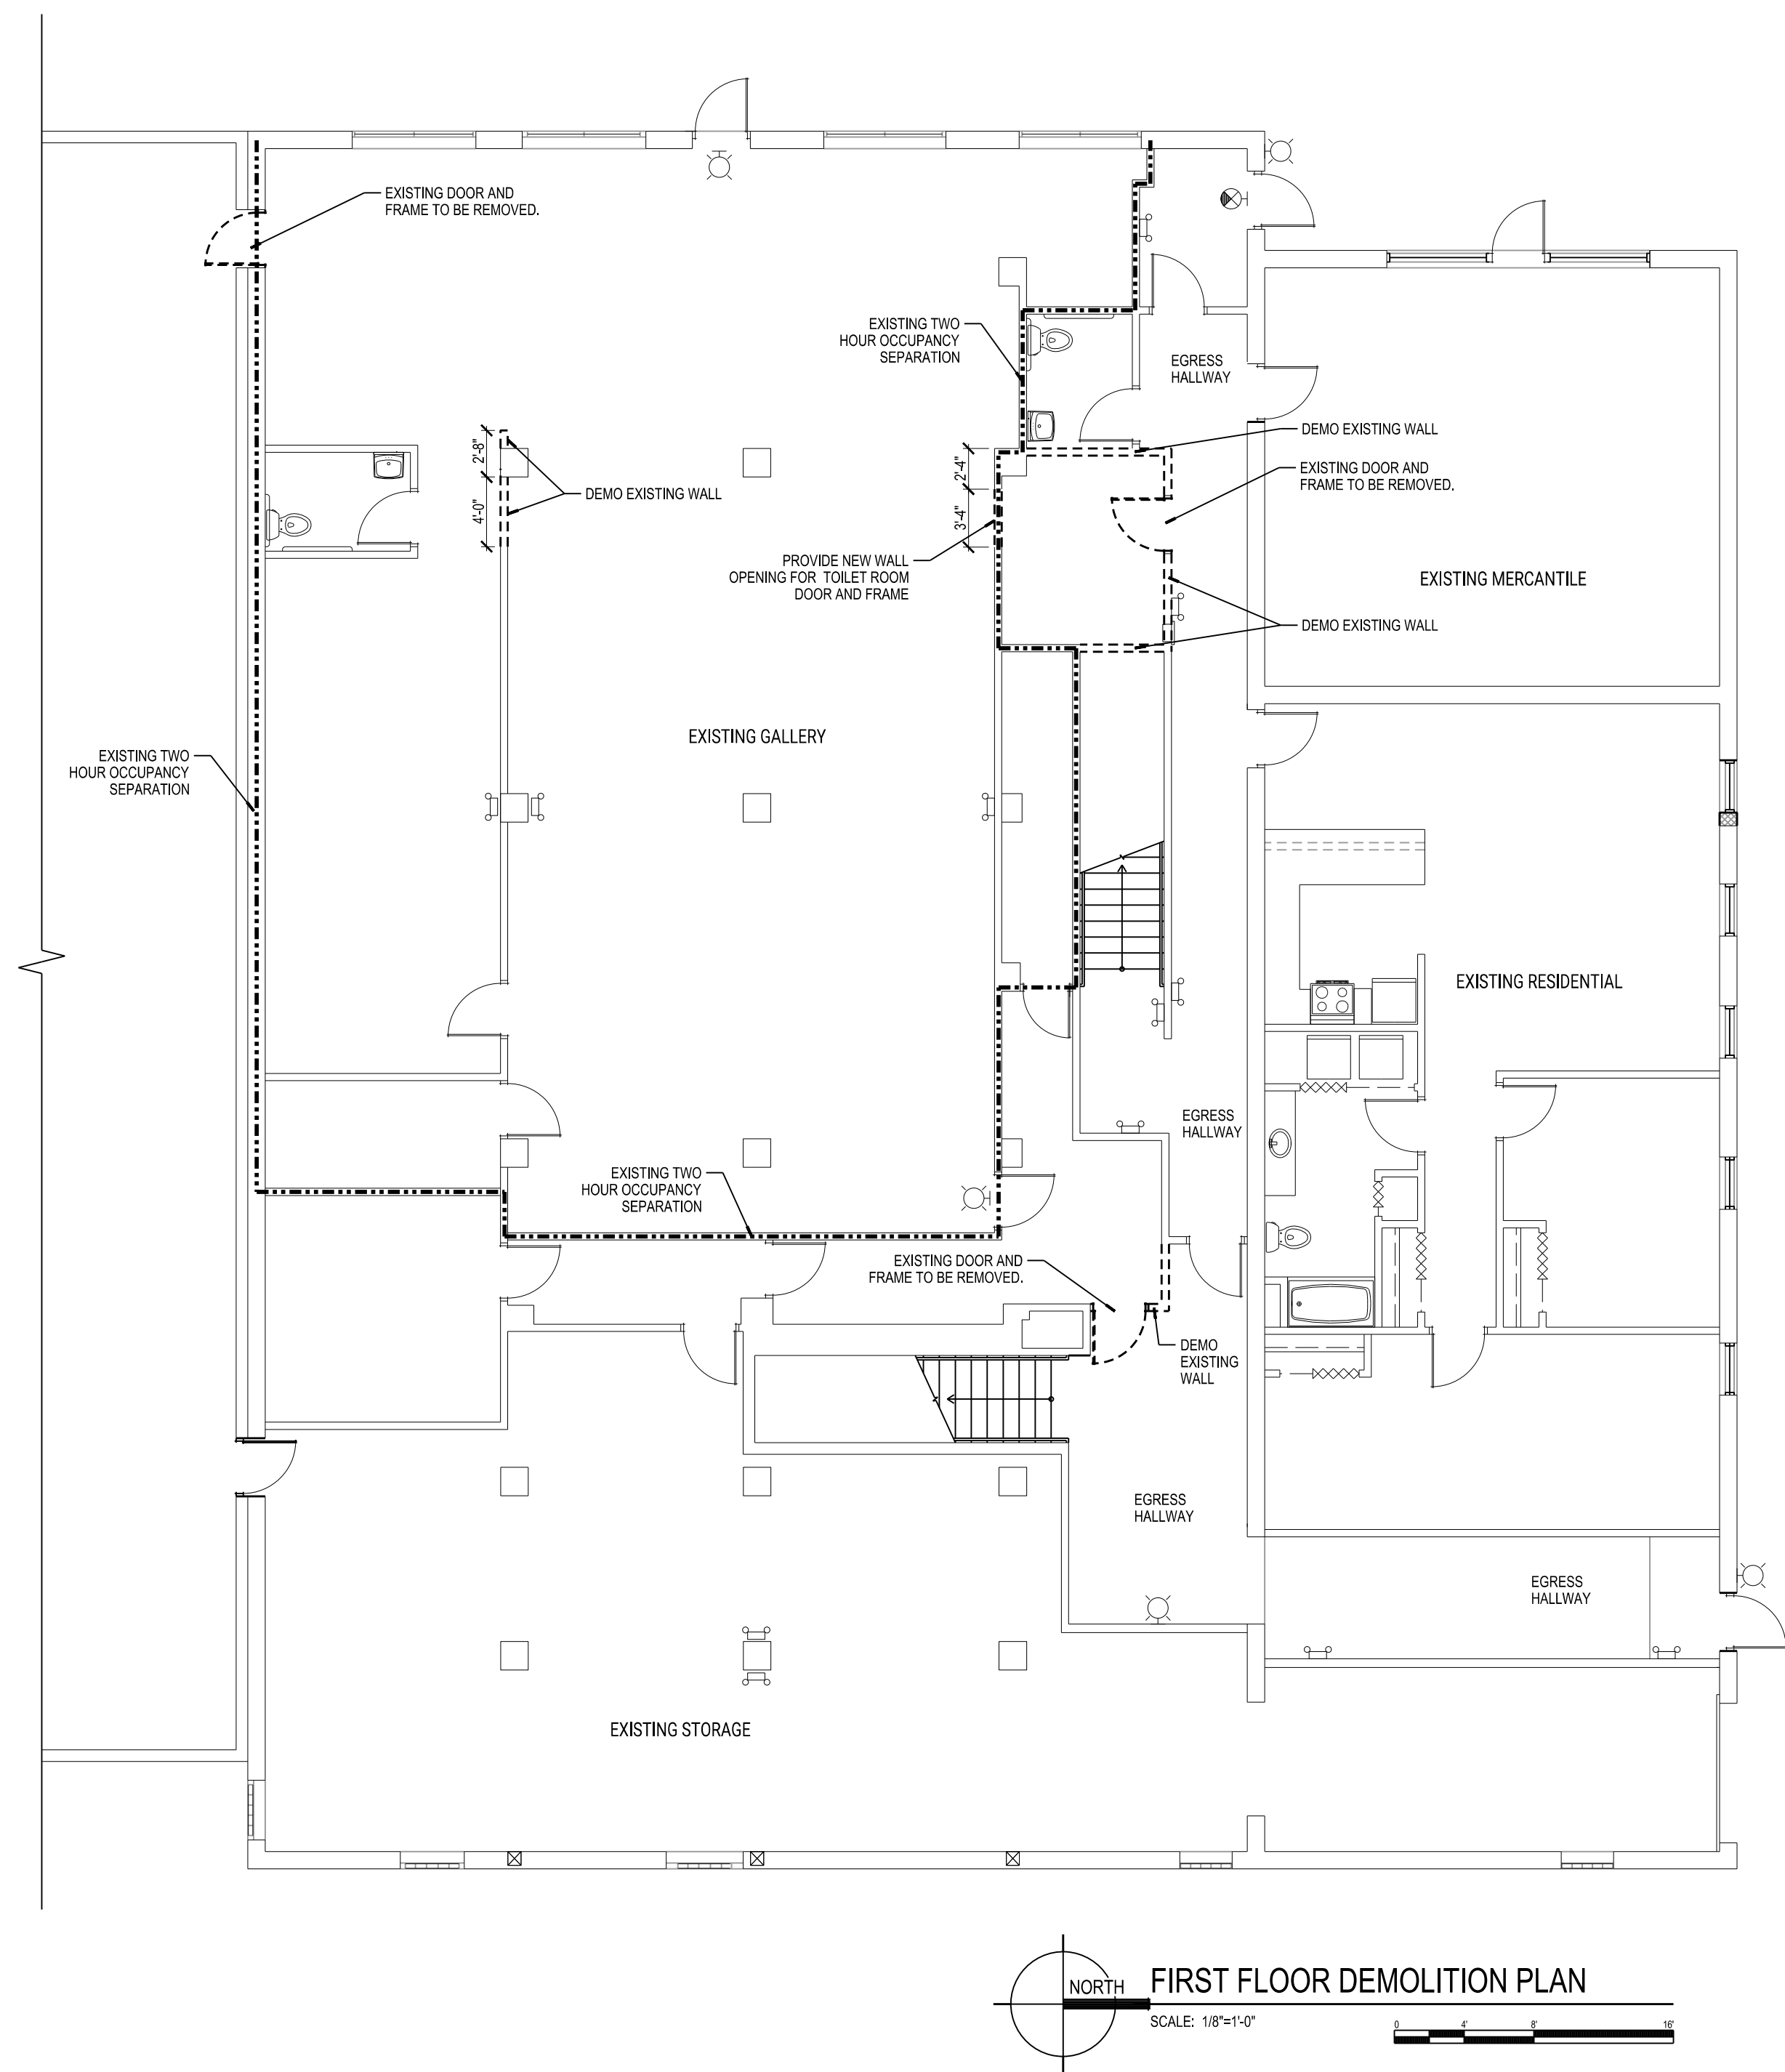 EXISTING DOOR AND
FRAME TO BE REMOVED.
EXISTING TWO
HOUR OCCUPANCY
SEPARATION
EGRESS
HALLWAY
DEMO EXISTING WALL
2'-8"
4'-0"
DEMO EXISTING WALL
2'-4"
3'-4"
EXISTING DOOR AND
FRAME TO BE REMOVED.
PROVIDE NEW WALL
OPENING FOR TOILET ROOM
DOOR AND FRAME
EXISTING MERCANTILE
DEMO EXISTING WALL
EXISTING GALLERY
EXISTING TWO
HOUR OCCUPANCY
SEPARATION
EXISTING RESIDENTIAL
EGRESS
HALLWAY
EXISTING TWO
HOUR OCCUPANCY
SEPARATION
EXISTING DOOR AND
FRAME TO BE REMOVED.
DEMO
EXISTING
WALL
EGRESS
HALLWAY
EGRESS
HALLWAY
EXISTING STORAGE
NORTH
FIRST FLOOR DEMOLITION PLAN
SCALE: 1/8"=1'-0"
0 4' 8' 16'